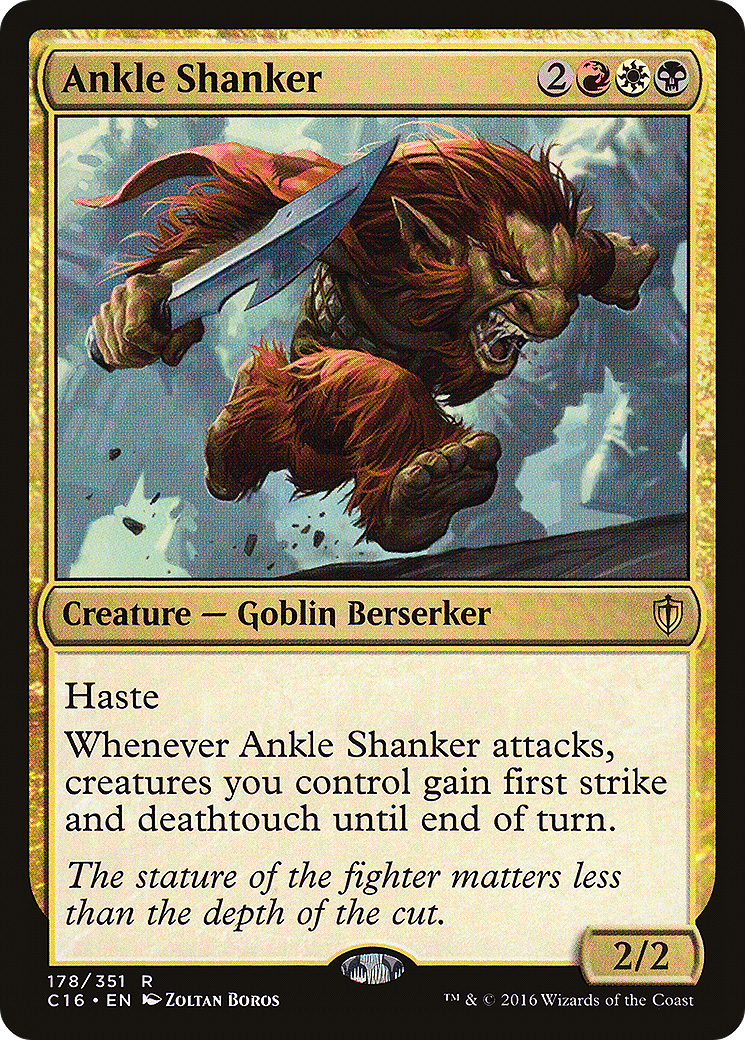 Ankle Shanker 2
Creature — Goblin Berserker
Haste
Whenever Ankle Shanker attacks,
creatures you control gain first strike
and deathtouch until end of turn.
The stature of the fighter matters less
than the depth of the cut.
2/2
178/351 R
C16 • EN Zoltan Boros ™ & © 2016 Wizards of the Coast